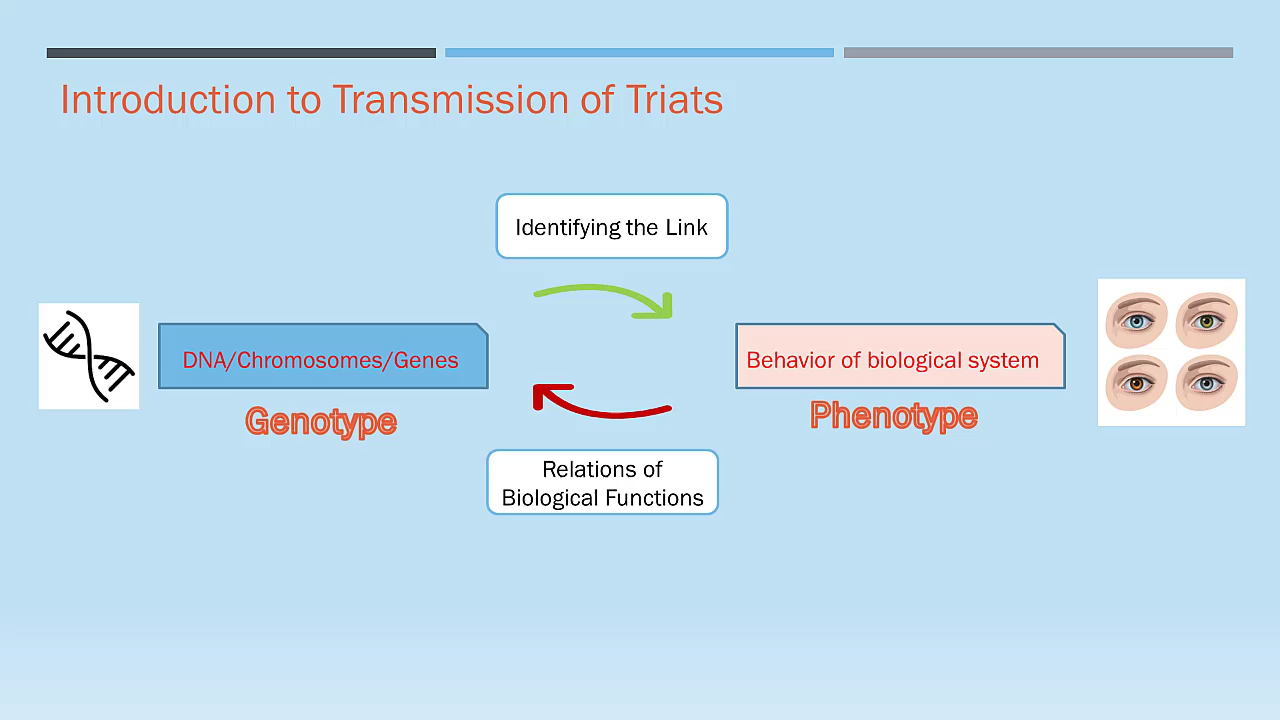 Introduction to Transmission of Triats
Identifying the Link
DNA/Chromosomes/Genes
Behavior of biological system
Genotype
Phenotype
Relations of
Biological Functions